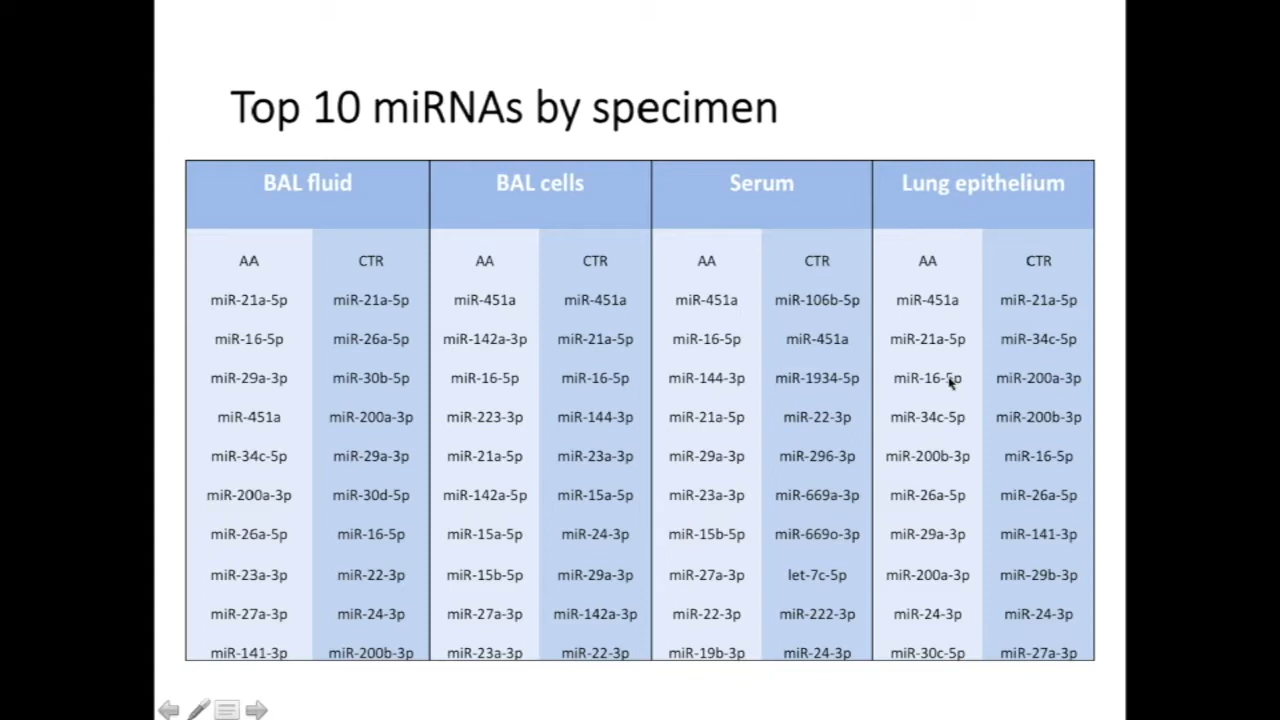 Top 10 miRNAs by specimen
BAL fluid BAL cells Serum Lung epithelium
AA CTR AA CTR AA CTR AA CTR
miR-21a-5p miR-21a-5p miR-451a miR-451a miR-451a miR-106b-5p miR-451a miR-21a-5p
miR-16-5p miR-26a-5p miR-142a-3p miR-21a-5p miR-16-5p miR-451a miR-21a-5p miR-34c-5p
miR-29a-3p miR-30b-5p miR-16-5p miR-16-5p miR-144-3p miR-1934-5p miR-16-5p miR-200a-3p
miR-451a miR-200a-3p miR-223-3p miR-144-3p miR-21a-5p miR-22-3p miR-34c-5p miR-200b-3p
miR-34c-5p miR-29a-3p miR-21a-5p miR-23a-3p miR-29a-3p miR-296-3p miR-200b-3p miR-16-5p
miR-200a-3p miR-30d-5p miR-142a-5p miR-15a-5p miR-23a-3p miR-669a-3p miR-26a-5p miR-26a-5p
miR-26a-5p miR-16-5p miR-15a-5p miR-24-3p miR-15b-5p miR-669o-3p miR-29a-3p miR-141-3p
miR-23a-3p miR-22-3p miR-15b-5p miR-29a-3p miR-27a-3p let-7c-5p miR-200a-3p miR-29b-3p
miR-27a-3p miR-24-3p miR-27a-3p miR-142a-3p miR-22-3p miR-222-3p miR-24-3p miR-24-3p
miR-141-3p miR-200b-3p miR-23a-3p miR-22-3p miR-19b-3p miR-24-3p miR-30c-5p miR-27a-3p